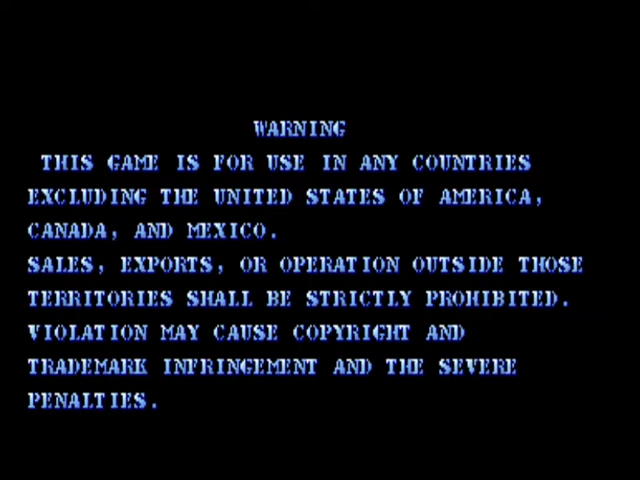 WARNING
THIS GAME IS FOR USE IN ANY COUNTRIES
EXCLUDING THE UNITED STATES OF AMERICA,
CANADA, AND MEXICO.
SALES, EXPORTS, OR OPERATION OUTSIDE THOSE
TERRITORIES SHALL BE STRICTLY PROHIBITED.
VIOLATION MAY CAUSE COPYRIGHT AND
TRADEMARK INFRINGEMENT AND THE SEVERE
PENALTIES.